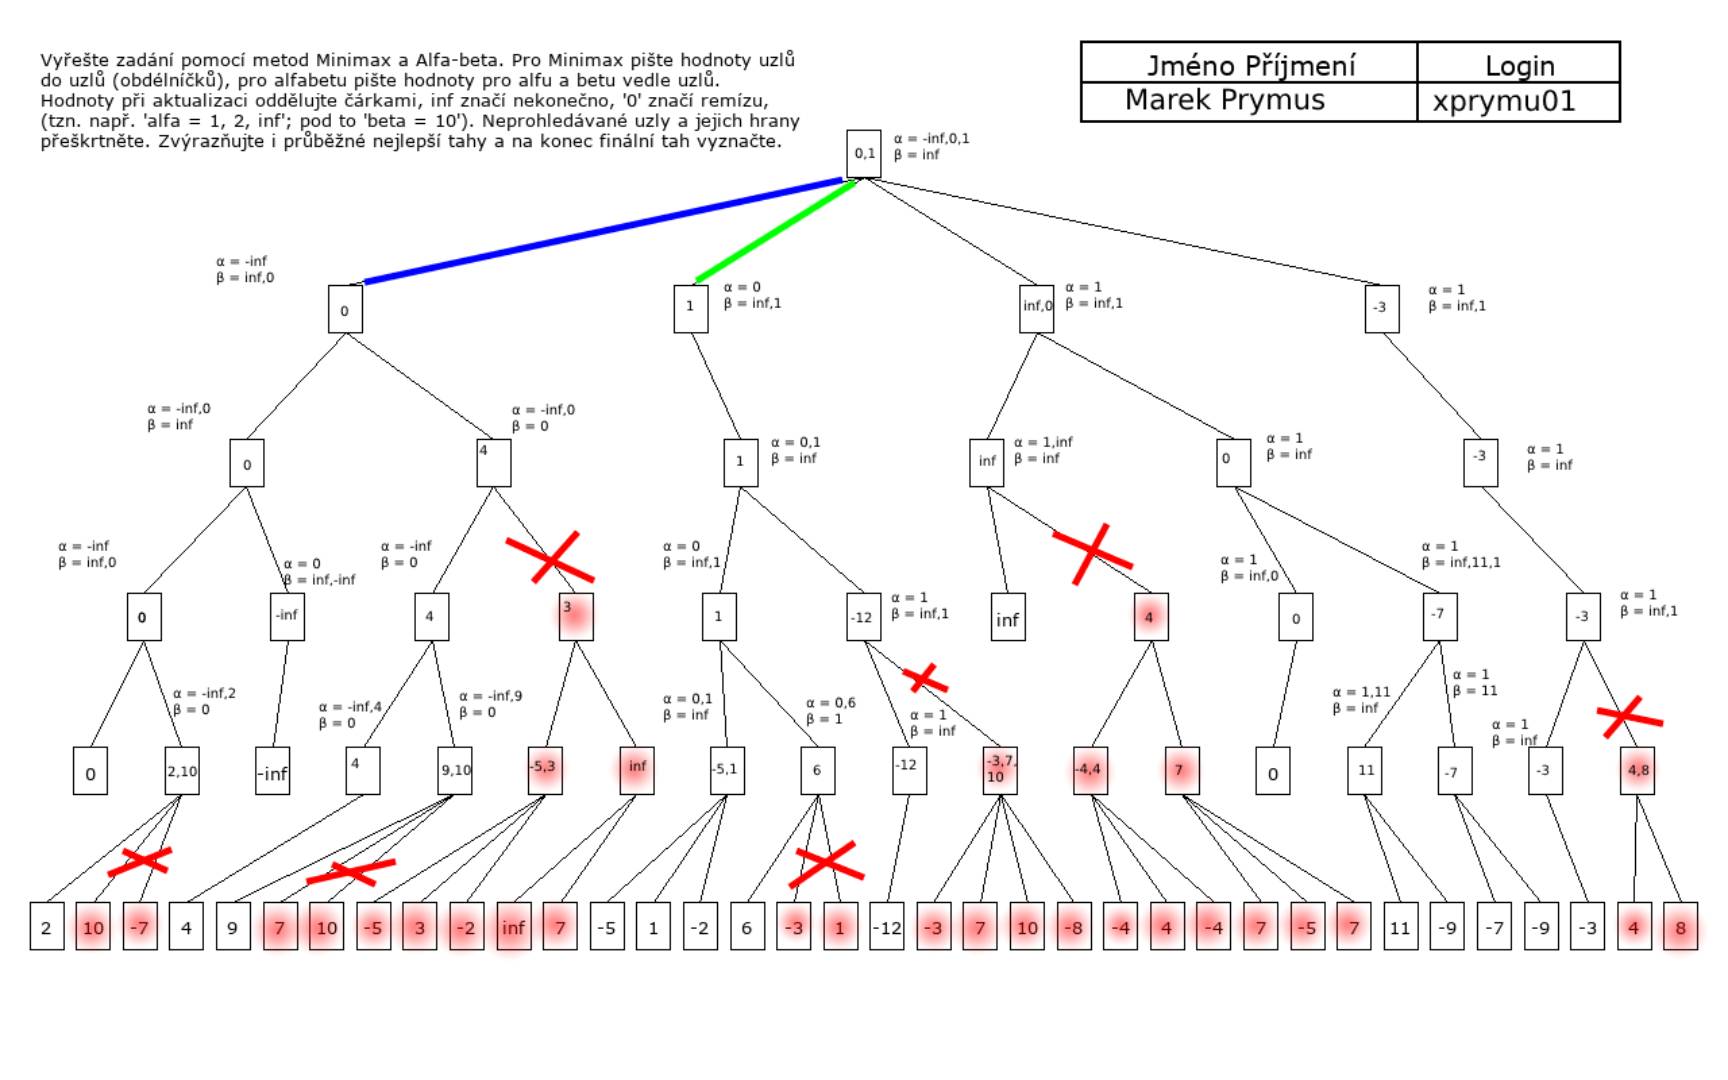 Vyřešte zadání pomocí metod Minimax a Alfa-beta. Pro Minimax pište hodnoty uzlů
do uzlů (obdélníčků), pro alfabetu pište hodnoty pro alfu a betu vedle uzlů.
Hodnoty při aktualizaci oddělujte čárkami, inf značí nekonečno, '0' značí remízu,
(tzn. např. 'alfa = 1, 2, inf'; pod to 'beta = 10'). Neprohledávané uzly a jejich hrany
přeškrtněte. Zvýrazňujte i průběžné nejlepší tahy a na konec finální tah vyznačte.
Jméno Příjmení Login
Marek Prymus xprymu01
0,1
α = -inf,0,1
β = inf
α = -inf
β = inf,0
0
1
α = 0
β = inf,1
inf,0
α = 1
β = inf,1
-3
α = 1
β = inf,1
α = -inf,0
β = inf
0
α = -inf,0
β = 0
4
1
α = 0,1
β = inf
inf
α = 1,inf
β = inf
0
α = 1
β = inf
-3
α = 1
β = inf
α = -inf
β = inf,0
0
α = 0
β = inf,-inf
-inf
α = -inf
β = 0
4
3
α = 0
β = inf,1
1
-12
α = 1
β = inf,1
inf
4
α = 1
β = inf,0
0
α = 1
β = inf,11,1
-7
-3
α = 1
β = inf,1
0
α = -inf,2
β = 0
2,10
-inf
α = -inf,4
β = 0
4
α = -inf,9
β = 0
9,10
-5,3
inf
α = 0,1
β = inf
-5,1
α = 0,6
β = 1
6
α = 1
β = inf
-12
-3,7,
10
-4,4
7
0
α = 1,11
β = inf
11
α = 1
β = 11
-7
α = 1
β = inf
-3
4,8
2 10 -7 4 9 7 10 -5 3 -2 inf 7 -5 1 -2 6 -3 1 -12 -3 7 10 -8 -4 4 -4 7 -5 7 11 -9 -7 -9 -3 4 8